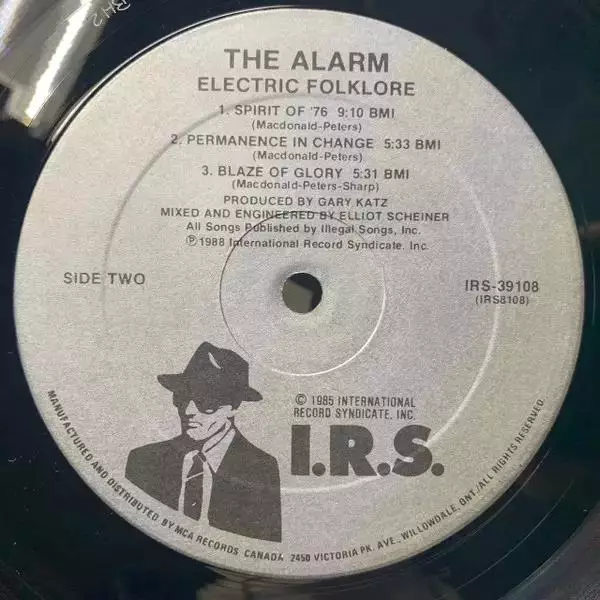 BH2
THE ALARM
ELECTRIC FOLKLORE
1. SPIRIT OF '76 9:10 BMI
(Macdonald-Peters)
2. PERMANENCE IN CHANGE 5:33 BMI
(Macdonald-Peters)
3. BLAZE OF GLORY 5:31 BMI
(Macdonald-Peters-Sharp)
PRODUCED BY GARY KATZ
MIXED AND ENGINEERED BY ELLIOT SCHEINER
All Songs Published by Illegal Songs, Inc.
℗ 1988 International Record Syndicate, Inc.
SIDE TWO
IRS-39108
(IRS8108)
© 1985 INTERNATIONAL
RECORD SYNDICATE, INC.
I.R.S.
MANUFACTURED AND DISTRIBUTED BY MCA RECORDS CANADA 2450 VICTORIA PK. AVE., WILLOWDALE, ONT./ALL RIGHTS RESERVED.